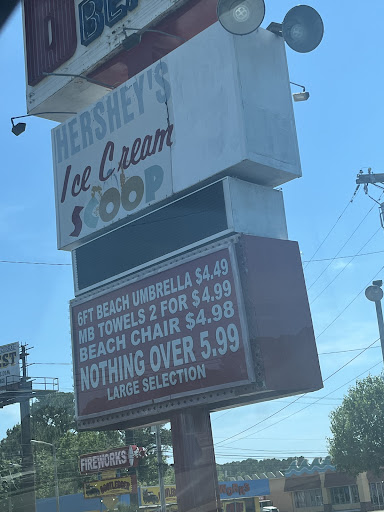 HERSHEY'S
Ice Cream
SCOOP
6FT BEACH UMBRELLA $4.49
MB TOWELS 2 FOR $4.99
BEACH CHAIR $4.98
NOTHING OVER 5.99
LARGE SELECTION
FIREWORKS